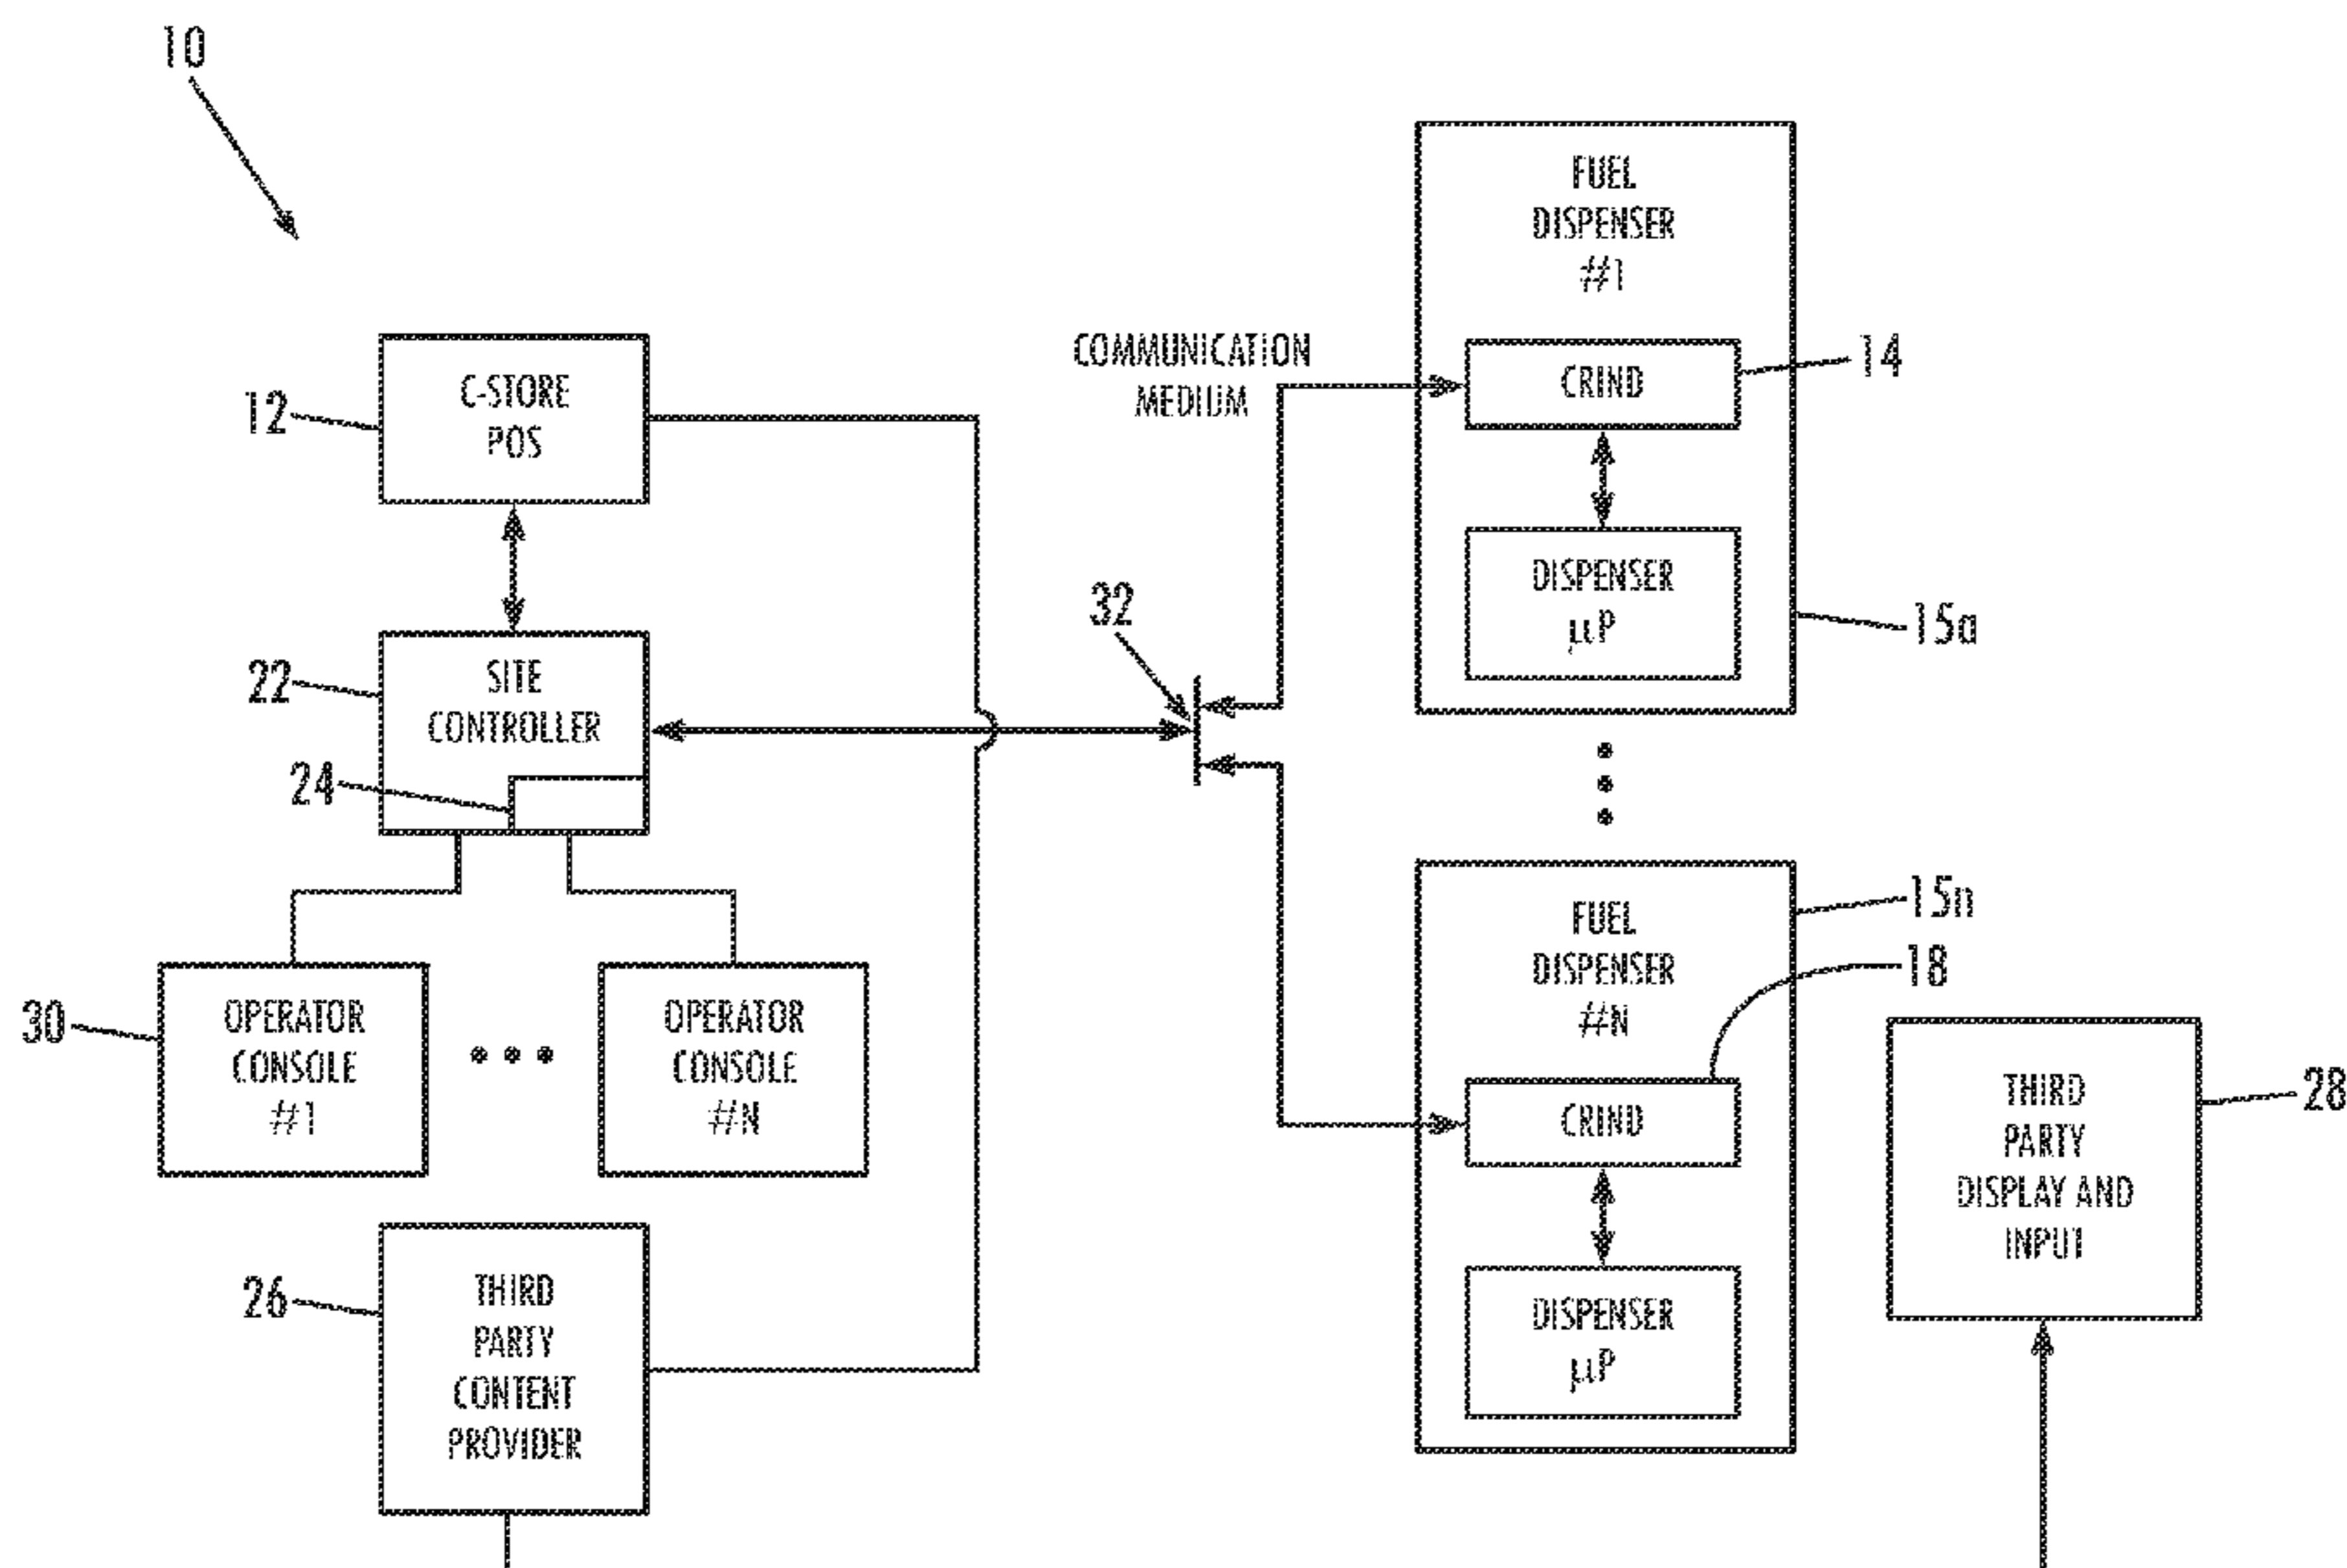 10
C-STORE
POS
12
SITE
CONTROLLER
22
24
OPERATOR
CONSOLE
#1
30
OPERATOR
CONSOLE
#N
THIRD
PARTY
CONTENT
PROVIDER
26
COMMUNICATION
MEDIUM
32
FUEL
DISPENSER
#1
CRIND
14
DISPENSER
µP
15a
FUEL
DISPENSER
#N
15n
18
CRIND
DISPENSER
µP
THIRD
PARTY
DISPLAY AND
INPUT
28